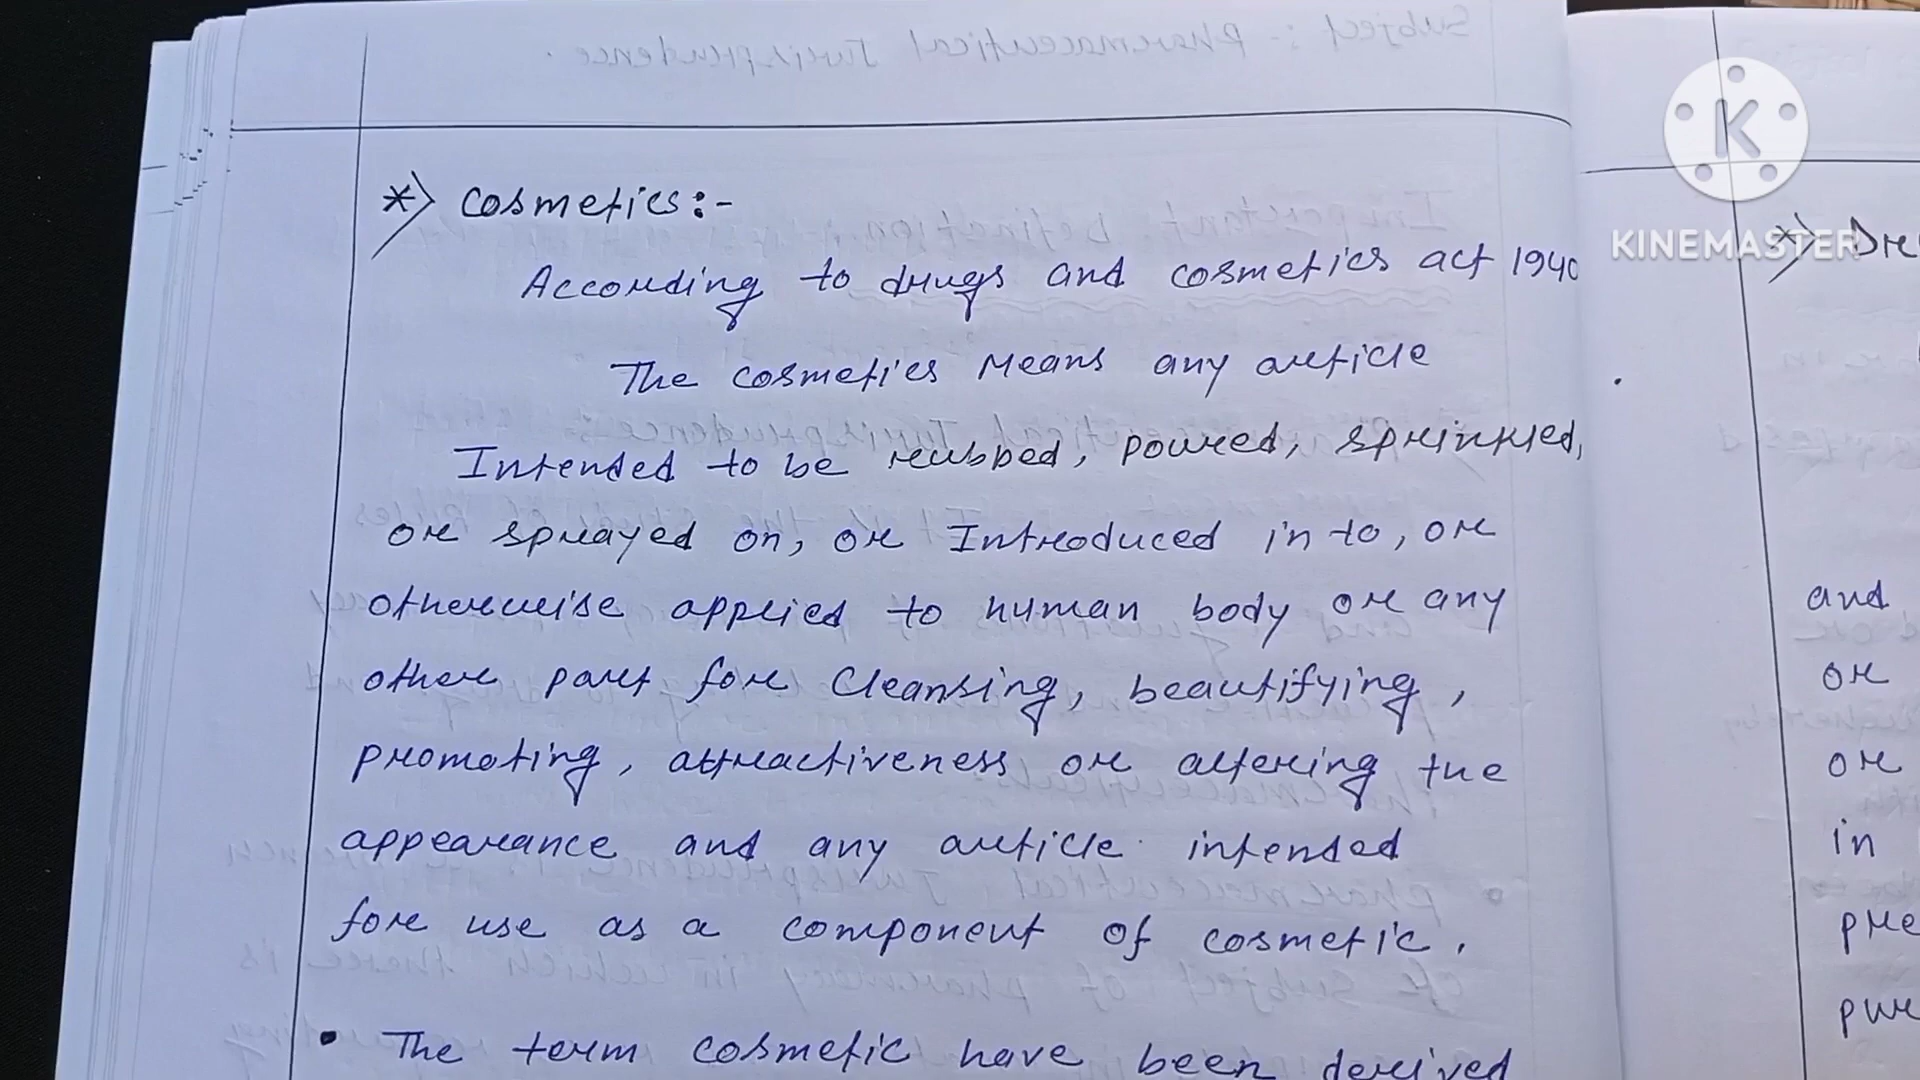 *) Cosmetics:-
According to drugs and cosmetics act 1940
The cosmetics Means any article
Intended to be rubbed, poured, sprinkled,
or sprayed on, or Introduced in to, or
otherwise applied to human body or any
other part for Cleansing, beautifying,
promoting, attractiveness or altering the
appearance and any article intended
for use as a component of cosmetic.
• The term cosmetic have been derived
K
KINEMASTER
and
or
or
in